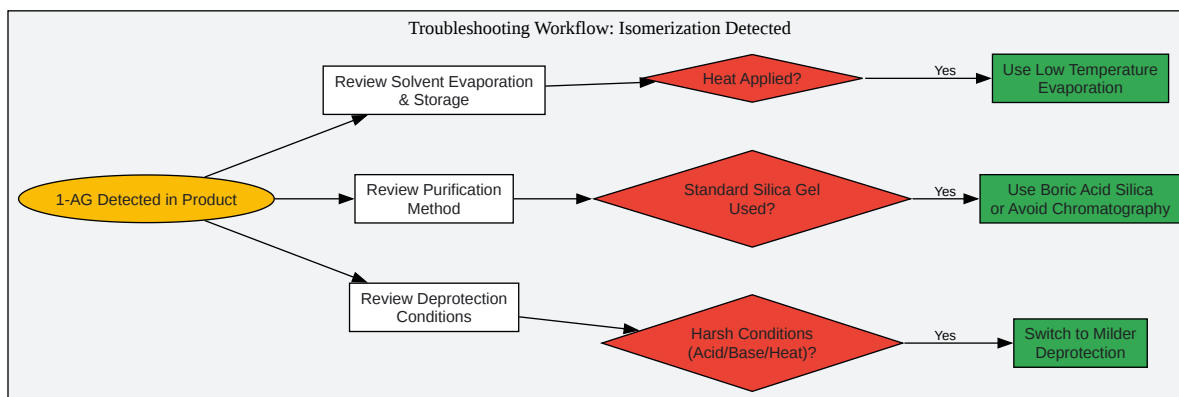 Troubleshooting Workflow: Isomerization Detected
Review Solvent Evaporation
& Storage
Heat Applied?
Yes
Use Low Temperature
Evaporation
1-AG Detected in Product
Review Purification
Method
Standard Silica Gel
Used?
Yes
Use Boric Acid Silica
or Avoid Chromatography
Review Deprotection
Conditions
Harsh Conditions
(Acid/Base/Heat)?
Yes
Switch to Milder
Deprotection